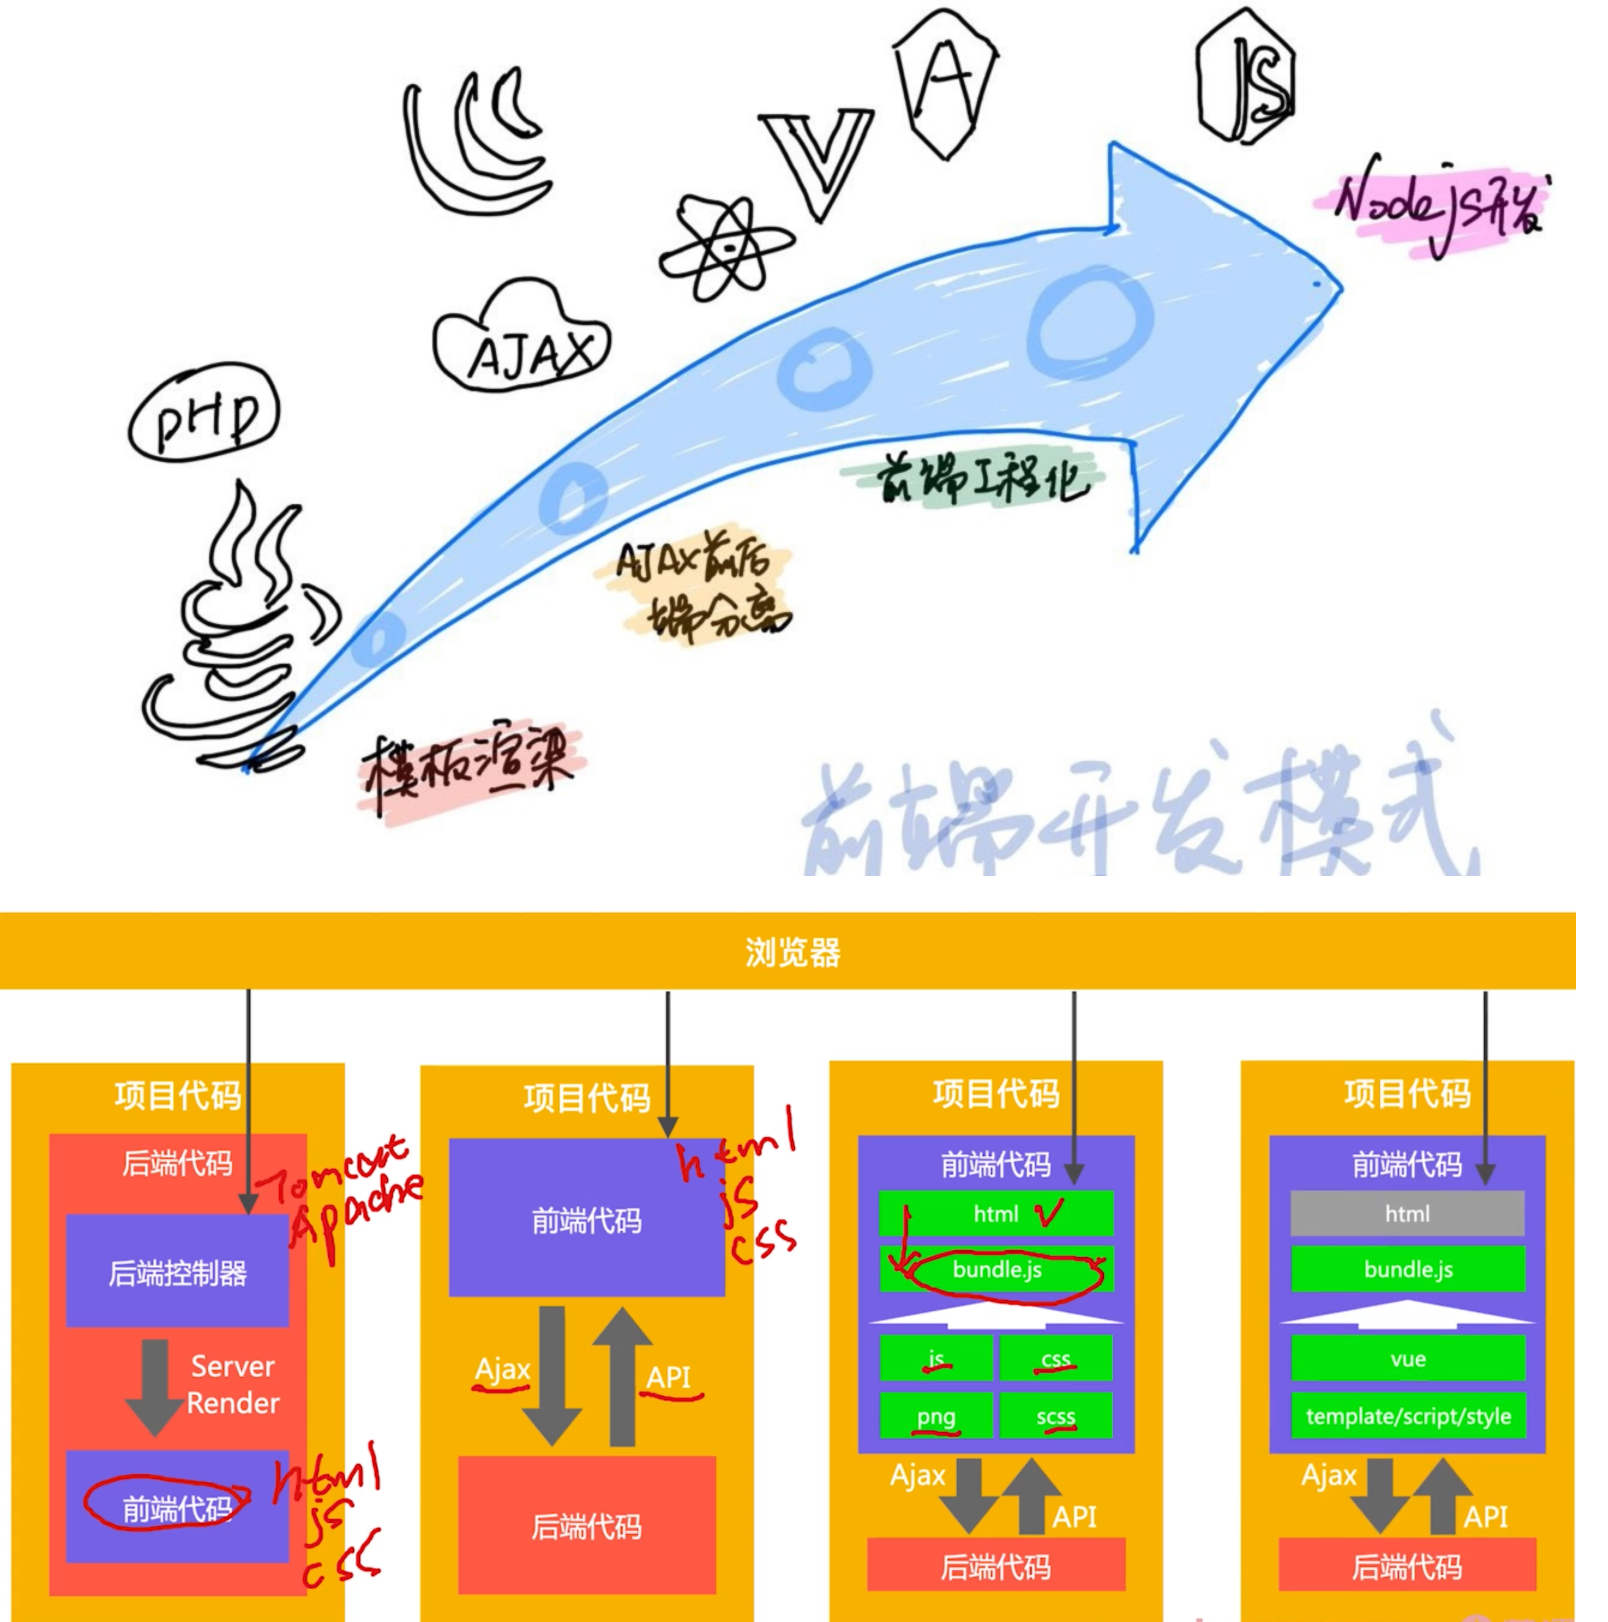 JS
A
V
Nodejs开发
AJAX
PHP
前端工程化
AJAX前后
端分离
模板渲染
前端开发模式
浏览器
项目代码
后端代码
Tomcat
Apache
后端控制器
Server
Render
前端代码
html
js
css
项目代码
html
js
css
前端代码
Ajax
API
后端代码
项目代码
前端代码
html
bundle.js
js
css
png
scss
Ajax
API
后端代码
项目代码
前端代码
html
bundle.js
vue
template/script/style
Ajax
API
后端代码